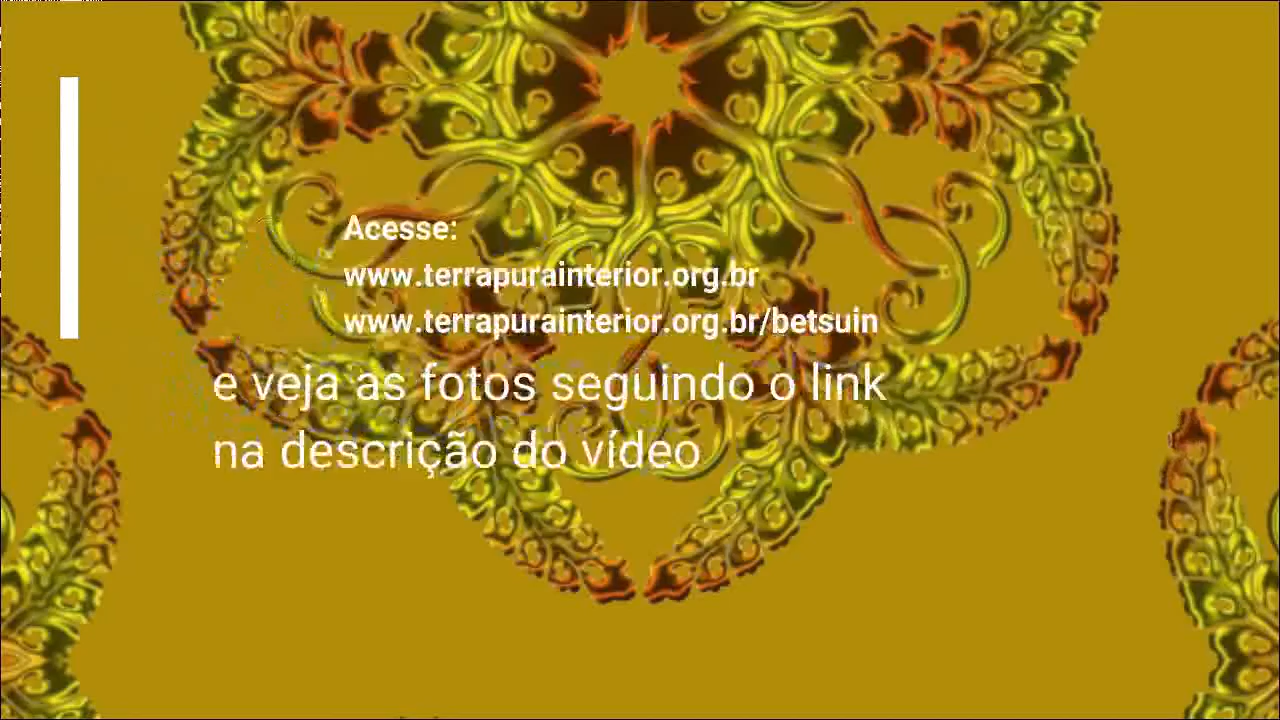 Acesse:
www.terrapurainterior.org.br
www.terrapurainterior.org.br/betsuin
e veja as fotos seguindo o link
na descrição do vídeo